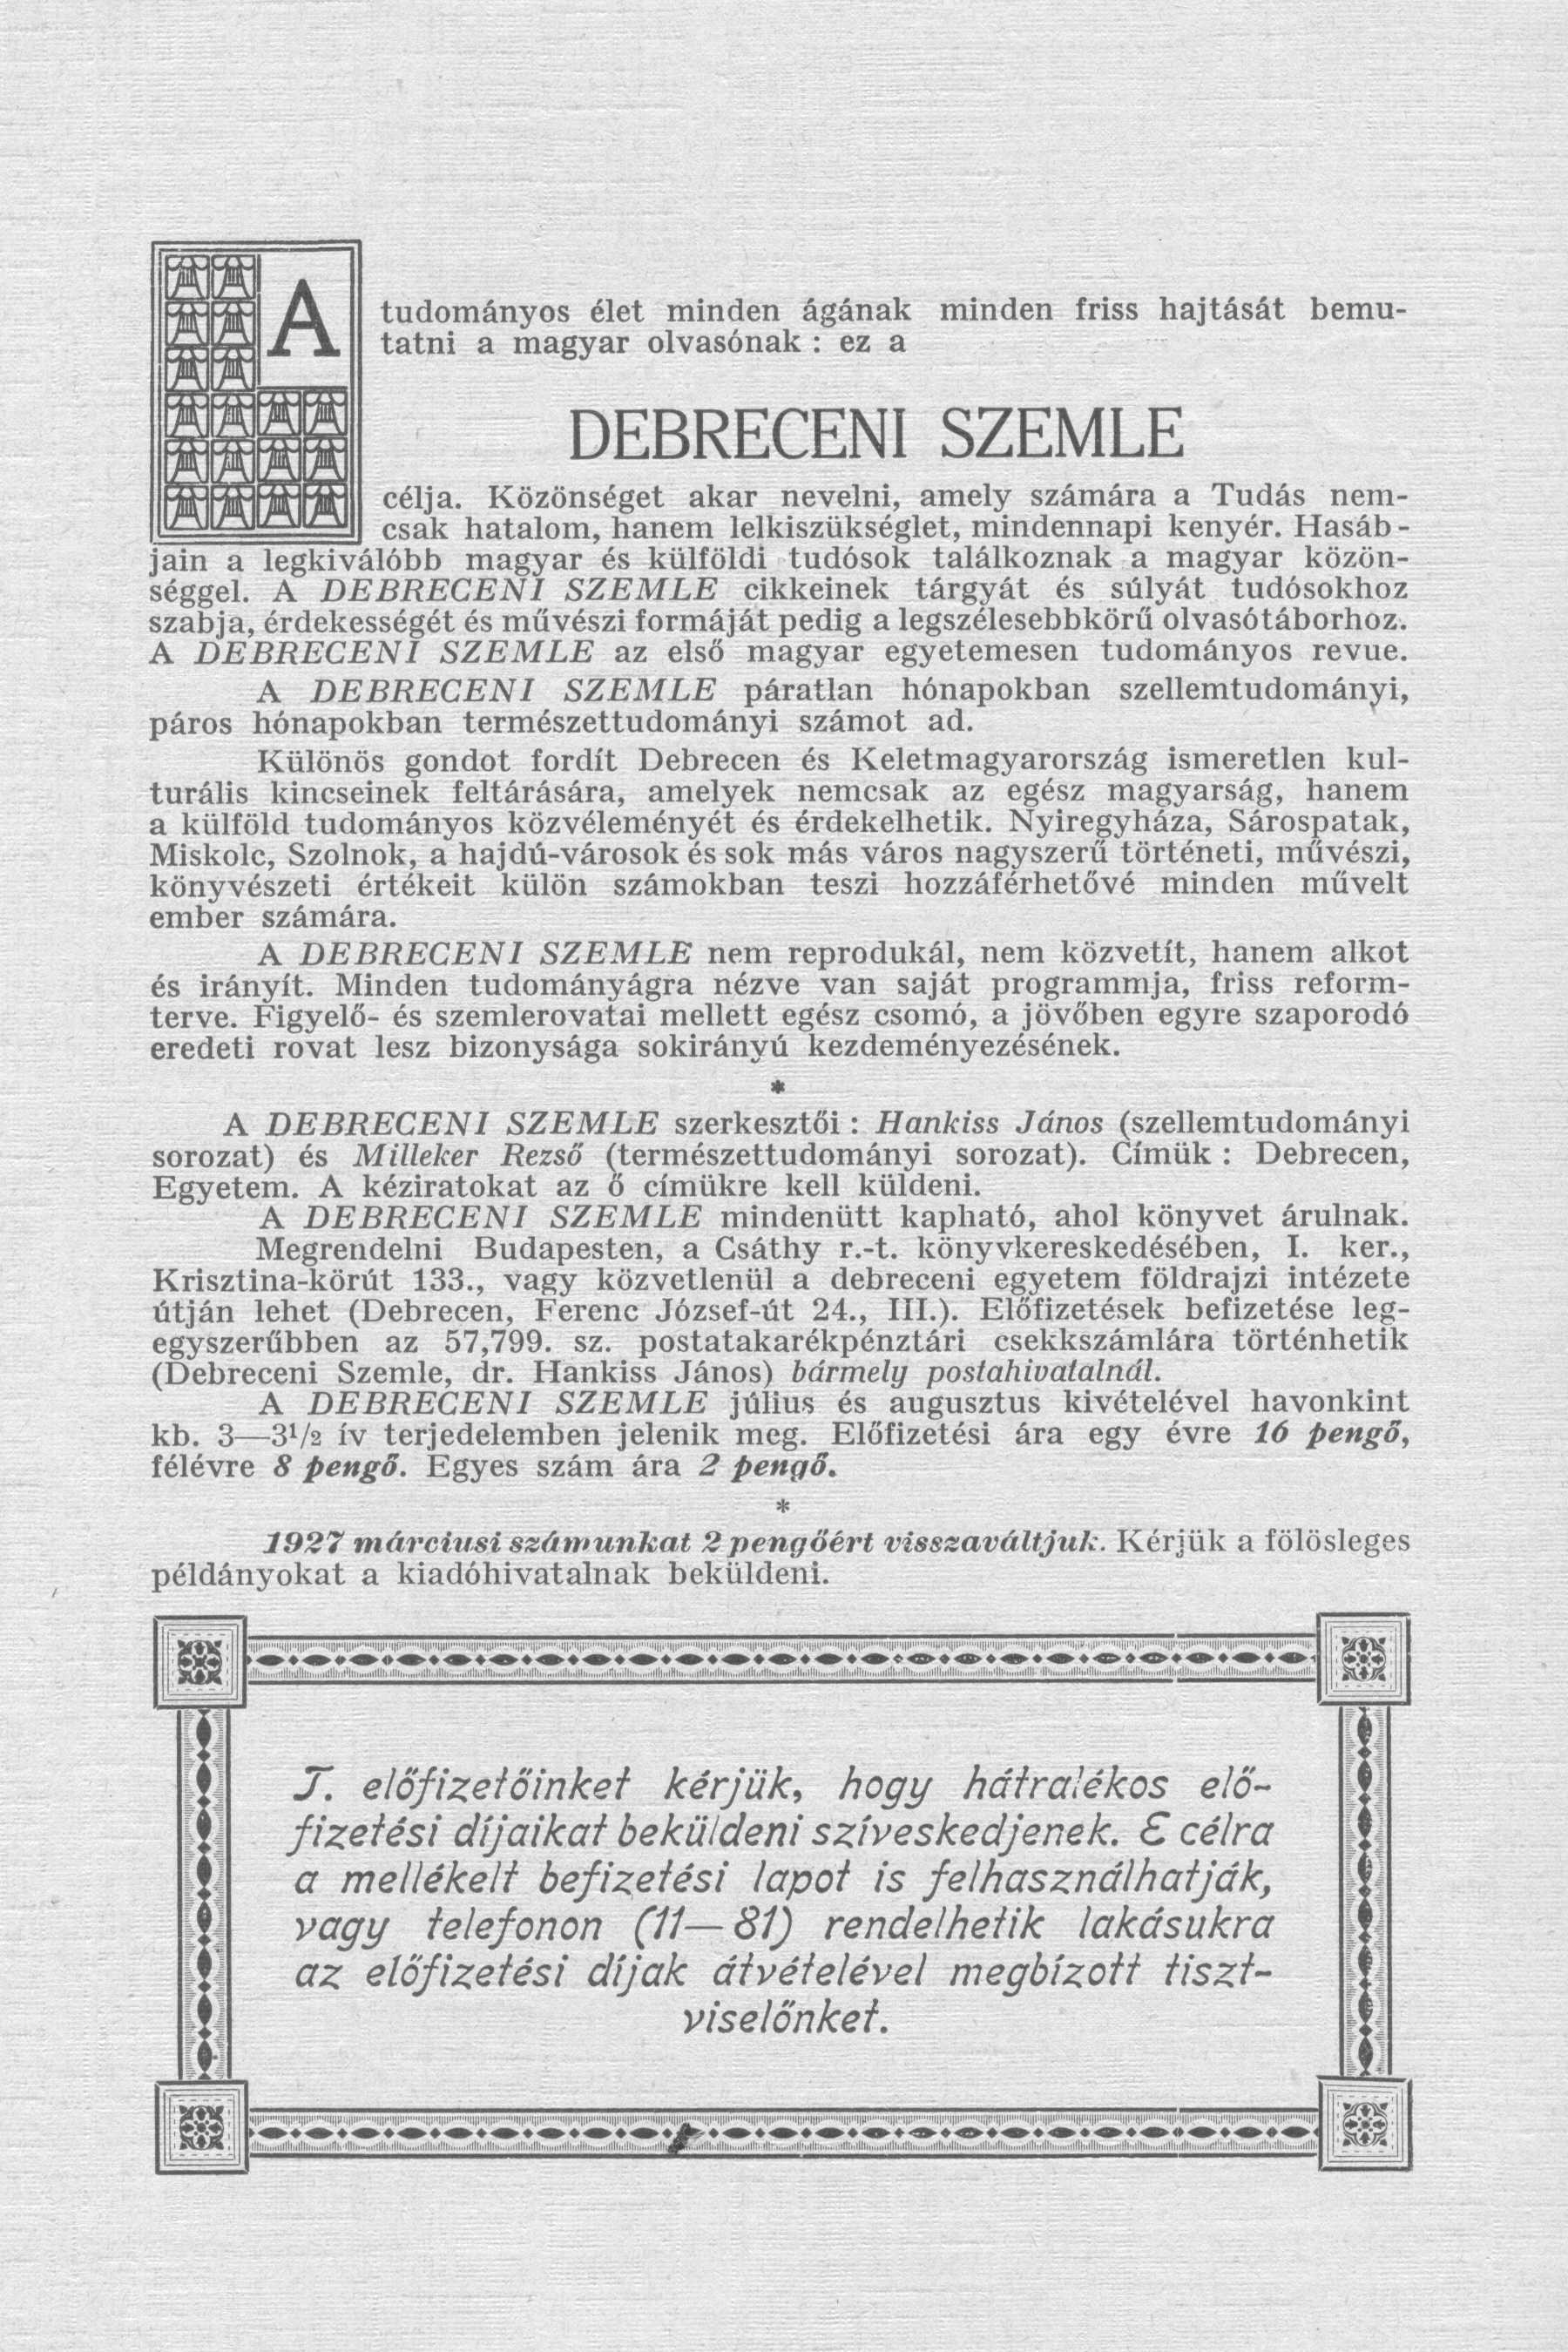 A tudományos élet minden ágának minden friss hajtását bemu-
tatni a magyar olvasónak : ez a
DEBRECENI SZEMLE
célja. Közönséget akar nevelni, amely számára a Tudás nem-
csak hatalom, hanem lelkiszükséglet, mindennapi kenyér. Hasáb-
jain a legkiválóbb magyar és külföldi tudósok találkoznak a magyar közön-
séggel. A DEBRECENI SZEMLE cikkeinek tárgyát és súlyát tudósokhoz
szabja, érdekességét és művészi formáját pedig a legszélesebbkörű olvasótáborhoz.
A DEBRECENI SZEMLE az első magyar egyetemesen tudományos revue.
A DEBRECENI SZEMLE páratlan hónapokban szellemtudományi,
páros hónapokban természettudományi számot ad.
Különös gondot fordít Debrecen és Keletmagyarország ismeretlen kul-
turális kincseinek feltárására, amelyek nemcsak az egész magyarság, hanem
a külföld tudományos közvéleményét és érdekelhetik. Nyiregyháza, Sárospatak,
Miskolc, Szolnok, a hajdú-városok és sok más város nagyszerű történeti, művészi,
könyvészeti értékeit külön számokban teszi hozzáférhetővé minden művelt
ember számára.
A DEBRECENI SZEMLE nem reprodukál, nem közvetít, hanem alkot
és irányít. Minden tudományágra nézve van saját programmja, friss reform-
terve. Figyelő- és szemlerovatai mellett egész csomó, a jövőben egyre szaporodó
eredeti rovat lesz bizonysága sokirányú kezdeményezésének.
*
A DEBRECENI SZEMLE szerkesztői : Hankiss János (szellemtudományi
sorozat) és Milleker Rezső (természettudományi sorozat). Címük : Debrecen,
Egyetem. A kéziratokat az ő címükre kell küldeni.
A DEBRECENI SZEMLE mindenütt kapható, ahol könyvet árulnak.
Megrendelni Budapesten, a Csáthy r.-t. könyvkereskedésében, I. ker.,
Krisztina-körút 133., vagy közvetlenül a debreceni egyetem földrajzi intézete
útján lehet (Debrecen, Ferenc József-út 24., III.). Előfizetések befizetése leg-
egyszerűbben az 57,799. sz. postatakarékpénztári csekkszámlára történhetik
(Debreceni Szemle, dr. Hankiss János) bármely postahivatalnál.
A DEBRECENI SZEMLE július és augusztus kivételével havonkint
kb. 3—3¹/₂ ív terjedelemben jelenik meg. Előfizetési ára egy évre 16 pengő,
félévre 8 pengő. Egyes szám ára 2 pengő.
*
1927 márciusi számunkat 2 pengőért visszaváltjuk. Kérjük a fölösleges
példányokat a kiadóhivatalnak beküldeni.
T. előfizetőinket kérjük, hogy hátralékos elő-
fizetési díjaikat beküldeni szíveskedjenek. E célra
a mellékelt befizetési lapot is felhasználhatják,
vagy telefonon (11—81) rendelhetik lakásukra
az előfizetési díjak átvételével megbízott tiszt-
viselőnket.